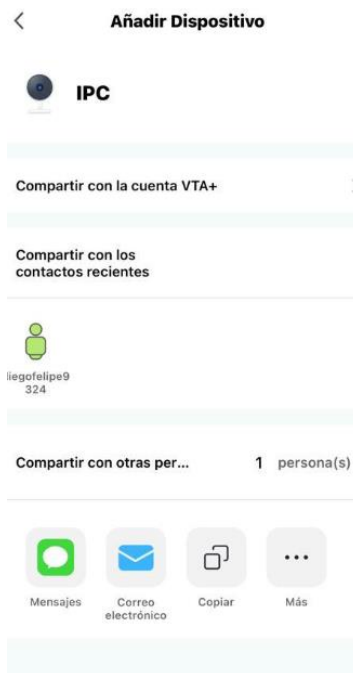 Añadir Dispositivo
IPC
Compartir con la cuenta VTA+
Compartir con los
contactos recientes
iegofelipe9
324
Compartir con otras per... 1 persona(s)
Mensajes
Correo
electrónico
Copiar
Más